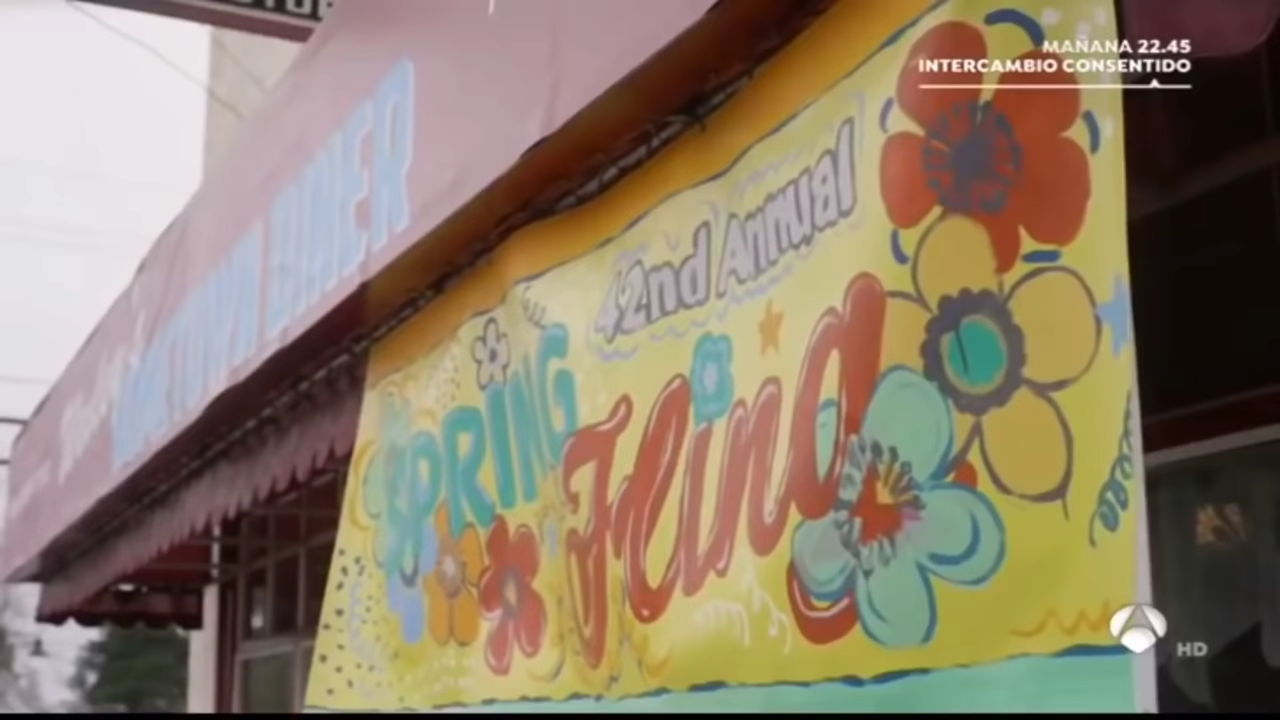 MAÑANA 22.45
INTERCAMBIO CONSENTIDO
DINER
42nd Annual
SPRING
Fling
HD